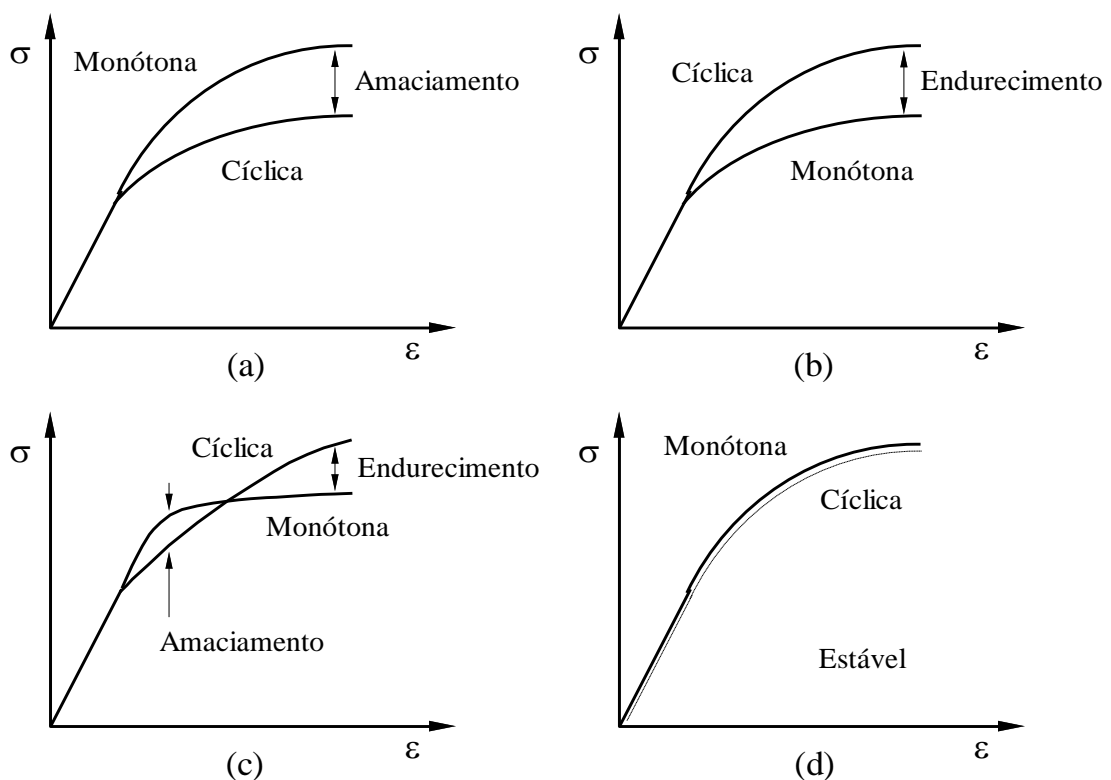 σ
Monótona
Amaciamento
Cíclica
ε
(a)
σ
Cíclica
Endurecimento
Monótona
ε
(b)
σ
Cíclica
Endurecimento
Monótona
Amaciamento
ε
(c)
σ
Monótona
Cíclica
Estável
ε
(d)